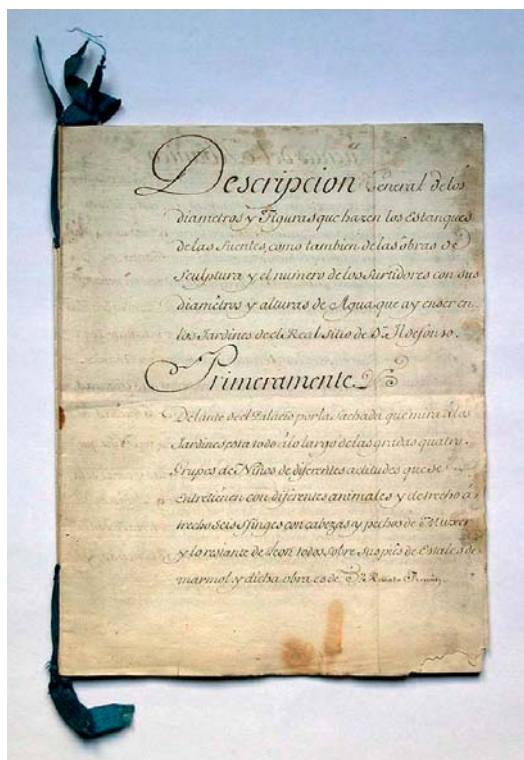 Descripcion General de los
diametros y Figuras que hazen los Estanques
de las fuentes, como tambien de las obras de
Sculptura y el numero de los Surtidores con sus
diametros y alturas de Agua que ay en ser en
los Jardines de el Real sitio de Sn. Ildefonso.
Primeramente
Delante de el Palacio por la fachada que mira à los
Jardines esta todo à lo largo de las gradas quatro
Grupos de Niños de diferentes actitudes que se
entretienen con diferentes animales y de trecho à
trecho Seis Sfinges con cabezas y pechos de Muxer
y lo restante de Leon todos sobre sus pies de Estales de
marmol y dicha obra es de